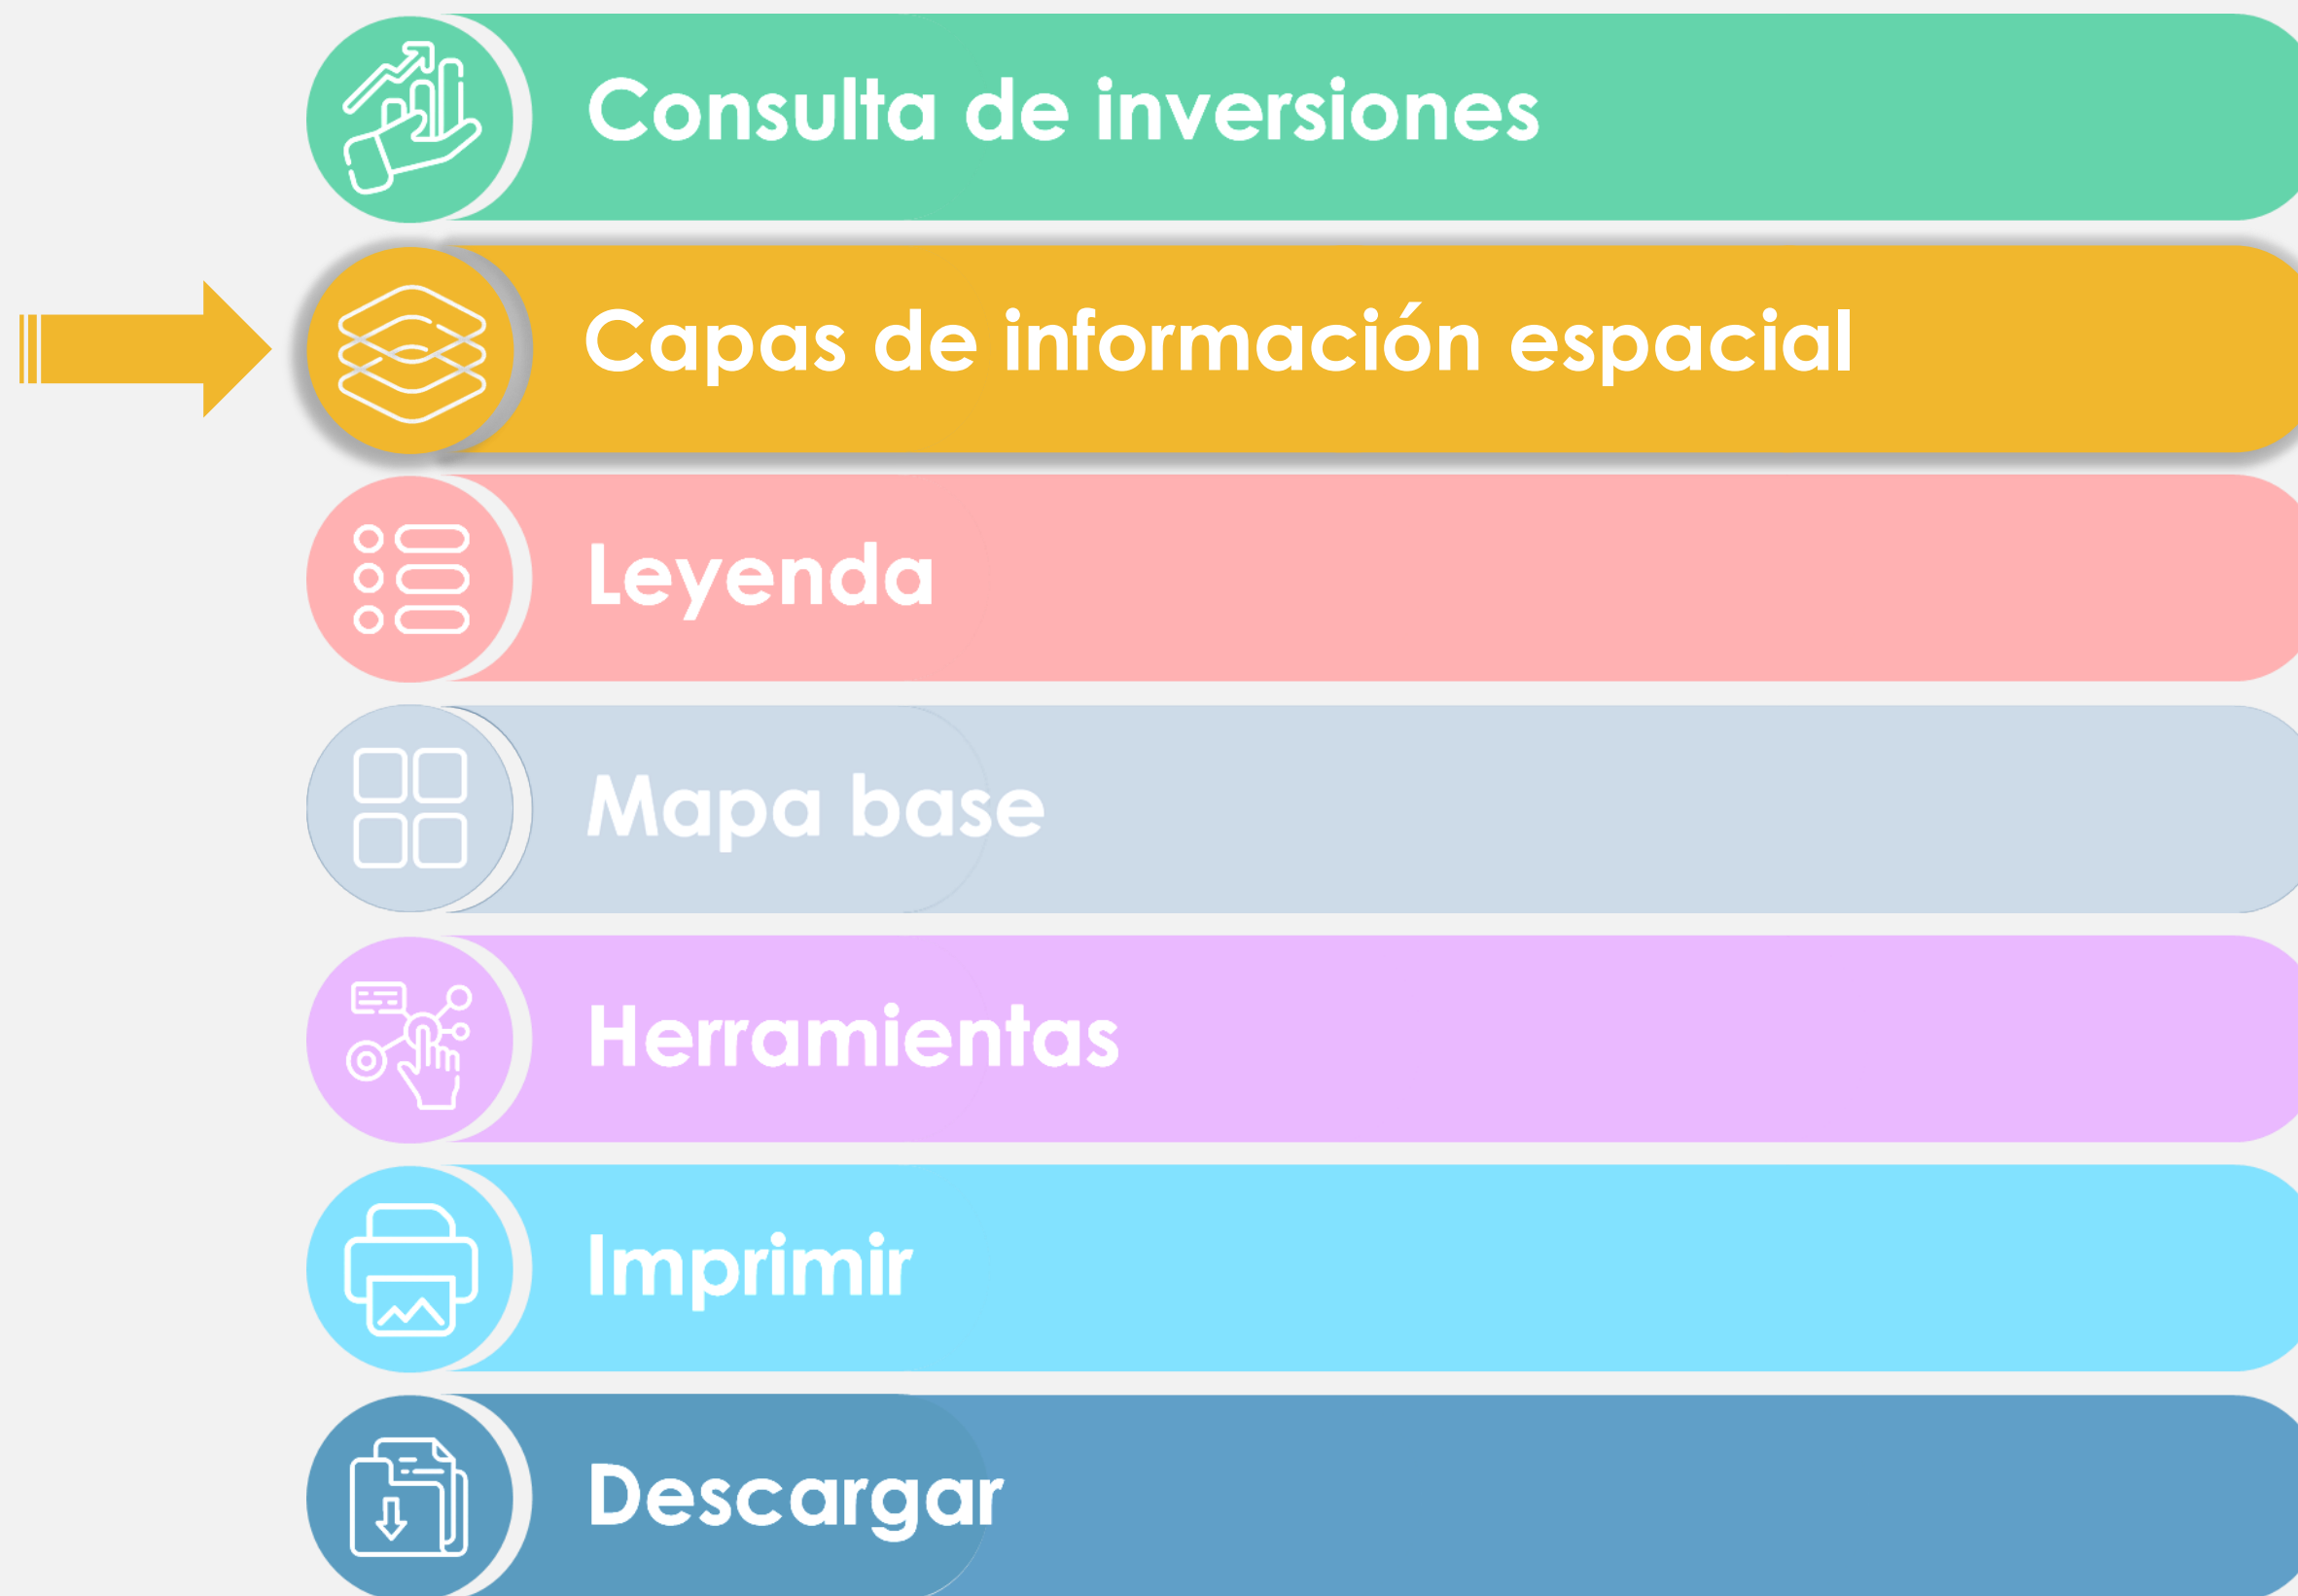 Consulta de inversiones
Capas de información espacial
Leyenda
Mapa base
Herramientas
Imprimir
Descargar